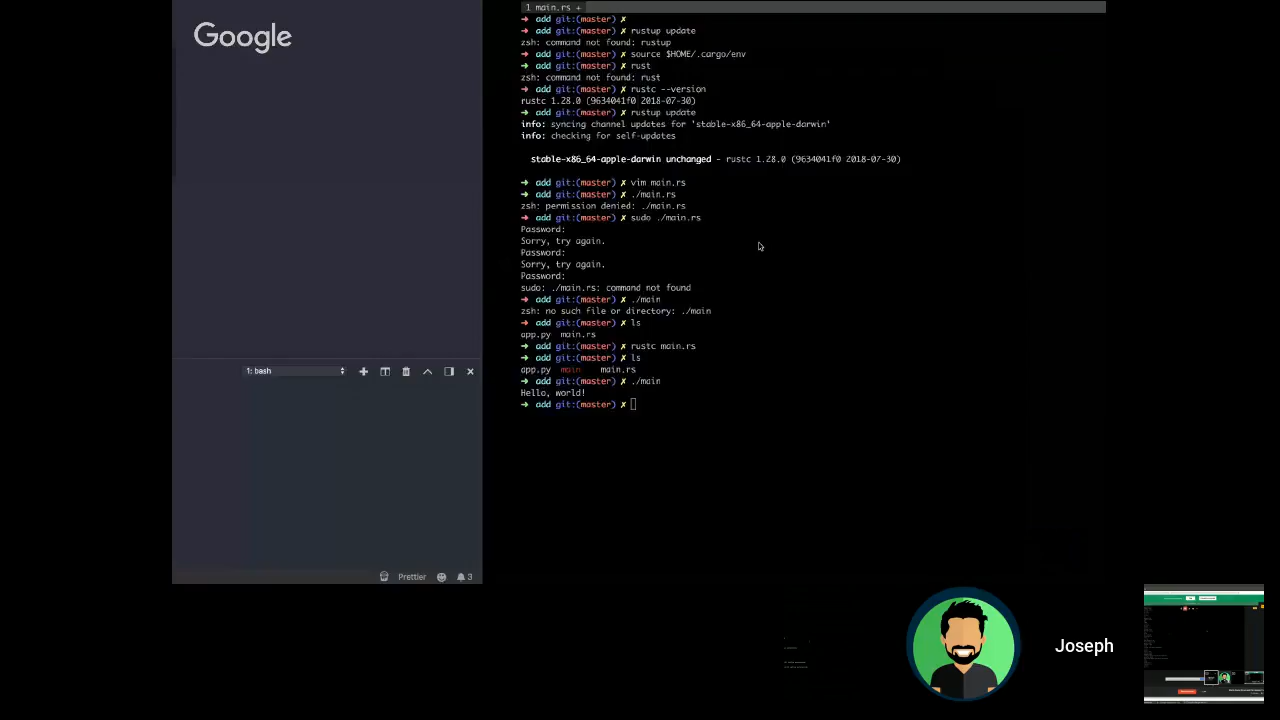 Google
1 main.rs +
➜ add git:(master) ✗
➜ add git:(master) ✗ rustup update
zsh: command not found: rustup
➜ add git:(master) ✗ source $HOME/.cargo/env
➜ add git:(master) ✗ rust
zsh: command not found: rust
➜ add git:(master) ✗ rustc --version
rustc 1.28.0 (9634041f0 2018-07-30)
➜ add git:(master) ✗ rustup update
info: syncing channel updates for 'stable-x86_64-apple-darwin'
info: checking for self-updates
stable-x86_64-apple-darwin unchanged - rustc 1.28.0 (9634041f0 2018-07-30)
➜ add git:(master) ✗ vim main.rs
➜ add git:(master) ✗ ./main.rs
zsh: permission denied: ./main.rs
➜ add git:(master) ✗ sudo ./main.rs
Password:
Sorry, try again.
Password:
Sorry, try again.
Password:
sudo: ./main.rs: command not found
➜ add git:(master) ✗ ./main
zsh: no such file or directory: ./main
➜ add git:(master) ✗ ls
app.py main.rs
➜ add git:(master) ✗ rustc main.rs
➜ add git:(master) ✗ ls
app.py main main.rs
➜ add git:(master) ✗ ./main
Hello, world!
➜ add git:(master) ✗
1: bash
Prettier
3
Joseph